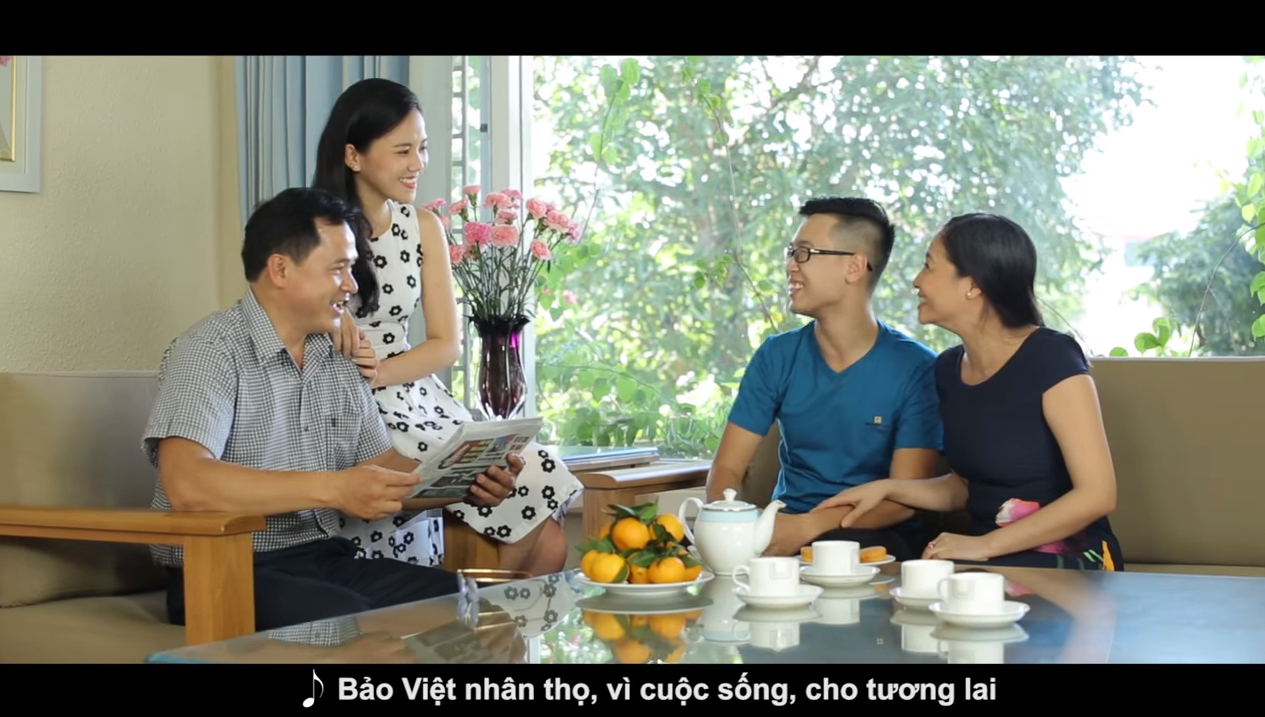 ♪ Bảo Việt nhân thọ, vì cuộc sống, cho tương lai